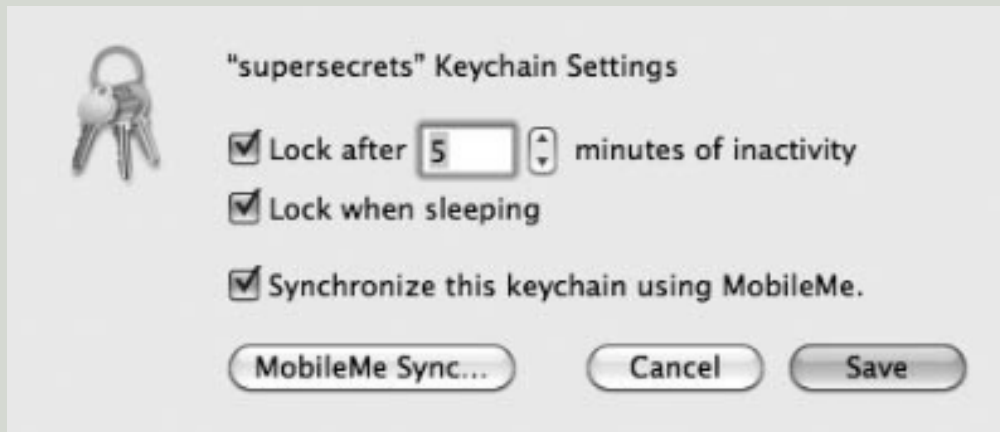 “supersecrets” Keychain Settings
Lock after 5 minutes of inactivity
Lock when sleeping
Synchronize this keychain using MobileMe.
MobileMe Sync... Cancel Save